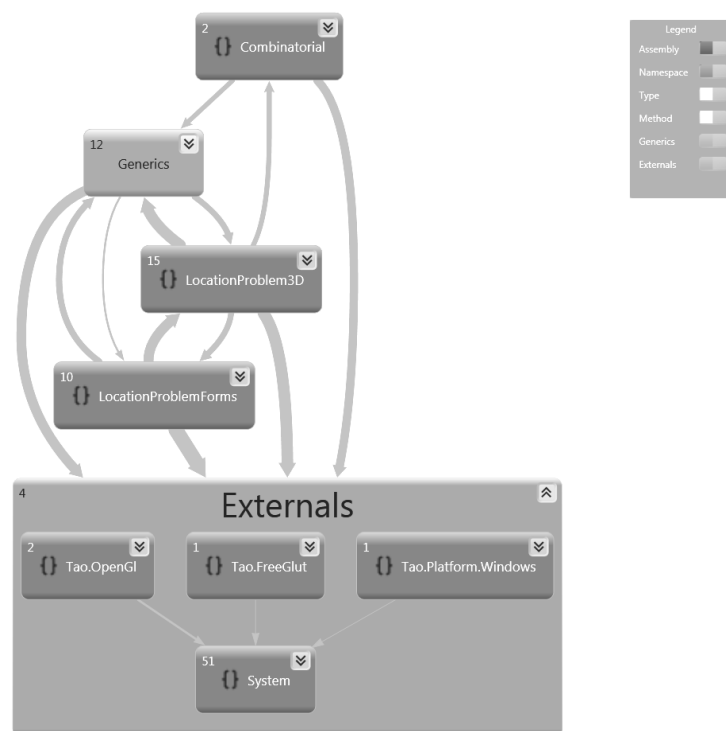 2
{} Combinatorial
Legend
Assembly
Namespace
Type
Method
Generics
Externals
12
Generics
15
{} LocationProblem3D
10
{} LocationProblemForms
4
Externals
2
{} Tao.OpenGl
1
{} Tao.FreeGlut
1
{} Tao.Platform.Windows
51
{} System